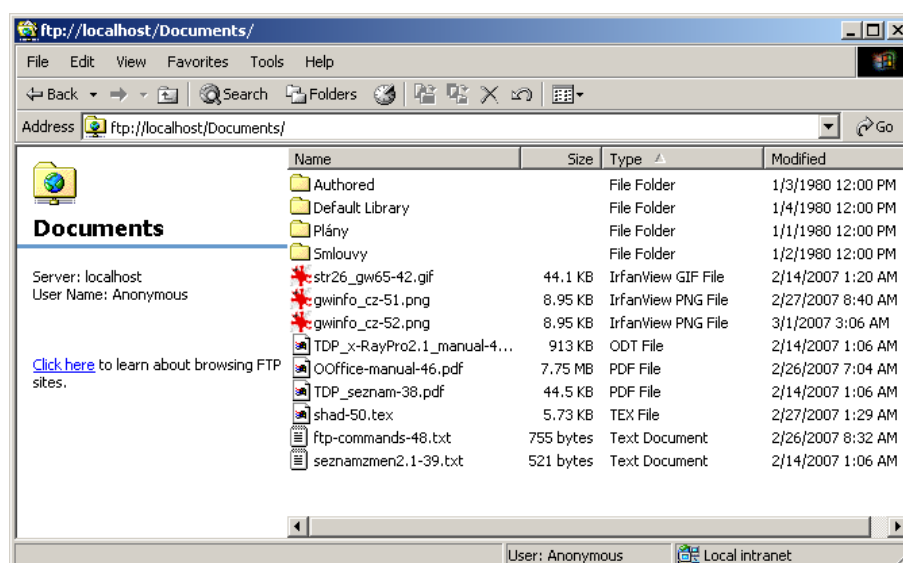 ftp://localhost/Documents/
File Edit View Favorites Tools Help
Back Search Folders
Address ftp://localhost/Documents/ Go
Documents
Server: localhost
User Name: Anonymous
Click here to learn about browsing FTP
sites.
Name Size Type Modified
Authored File Folder 1/3/1980 12:00 PM
Default Library File Folder 1/4/1980 12:00 PM
Plány File Folder 1/1/1980 12:00 PM
Smlouvy File Folder 1/2/1980 12:00 PM
str26_gw65-42.gif 44.1 KB IrfanView GIF File 2/14/2007 1:20 AM
gwinfo_cz-51.png 8.95 KB IrfanView PNG File 2/27/2007 8:40 AM
gwinfo_cz-52.png 8.95 KB IrfanView PNG File 3/1/2007 3:06 AM
TDP_x-RayPro2.1_manual-4... 913 KB ODT File 2/14/2007 1:06 AM
OOffice-manual-46.pdf 7.75 MB PDF File 2/26/2007 7:04 AM
TDP_seznam-38.pdf 44.5 KB PDF File 2/14/2007 1:06 AM
shad-50.tex 5.73 KB TEX File 2/27/2007 1:29 AM
ftp-commands-48.txt 755 bytes Text Document 2/26/2007 8:32 AM
seznamzmen2.1-39.txt 521 bytes Text Document 2/14/2007 1:06 AM
User: Anonymous Local intranet